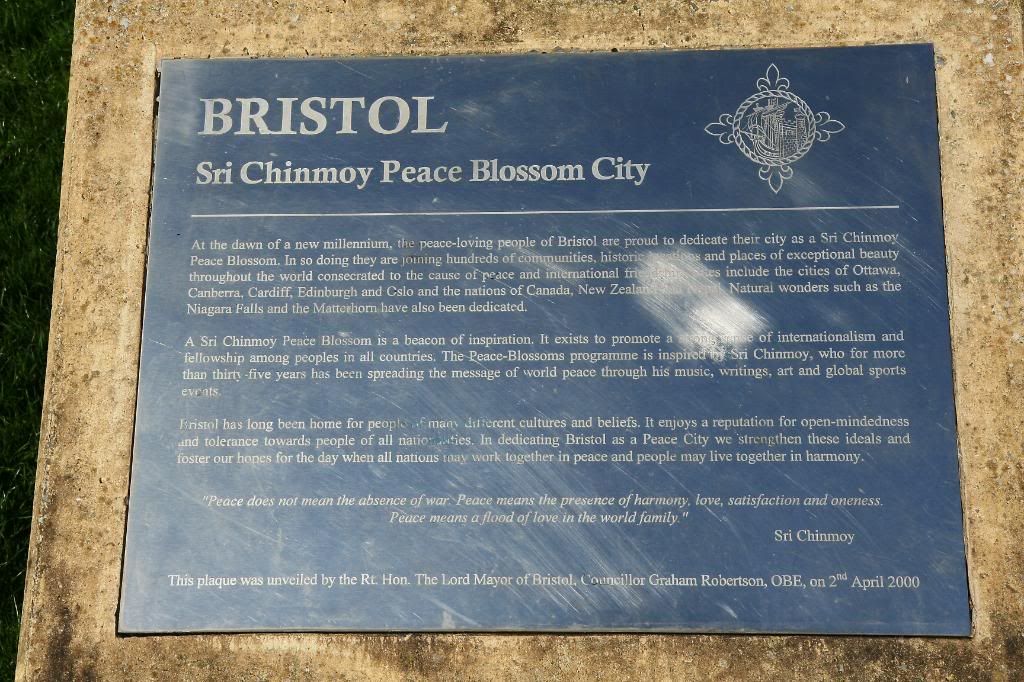 BRISTOL
Sri Chinmoy Peace Blossom City
At the dawn of a new millennium, the peace-loving people of Bristol are proud to dedicate their city as a Sri Chinmoy
Peace Blossom. In so doing they are joining hundreds of communities, historic and places of exceptional beauty
throughout the world consecrated to the cause of peace and international include the cities of Ottawa,
Canberra, Cardiff, Edinburgh and Oslo and the nations of Canada, New Zealand Natural wonders such as the
Niagara Falls and the Matterhorn have also been dedicated.
A Sri Chinmoy Peace Blossom is a beacon of inspiration. It exists to promote a of internationalism and
fellowship among peoples in all countries. The Peace-Blossoms programme is inspired by Sri Chinmoy, who for more
than thirty-five years has been spreading the message of world peace through his music, writings, art and global sports
events.
Bristol has long been home for people of many different cultures and beliefs. It enjoys a reputation for open-mindedness
and tolerance towards people of all nationalities. In dedicating Bristol as a Peace City we strengthen these ideals and
foster our hopes for the day when all nations may work together in peace and people may live together in harmony.
"Peace does not mean the absence of war. Peace means the presence of harmony, love, satisfaction and oneness.
Peace means a flood of love in the world family."
Sri Chinmoy
This plaque was unveiled by the Rt. Hon. The Lord Mayor of Bristol, Councillor Graham Robertson, OBE, on 2nd April 2000